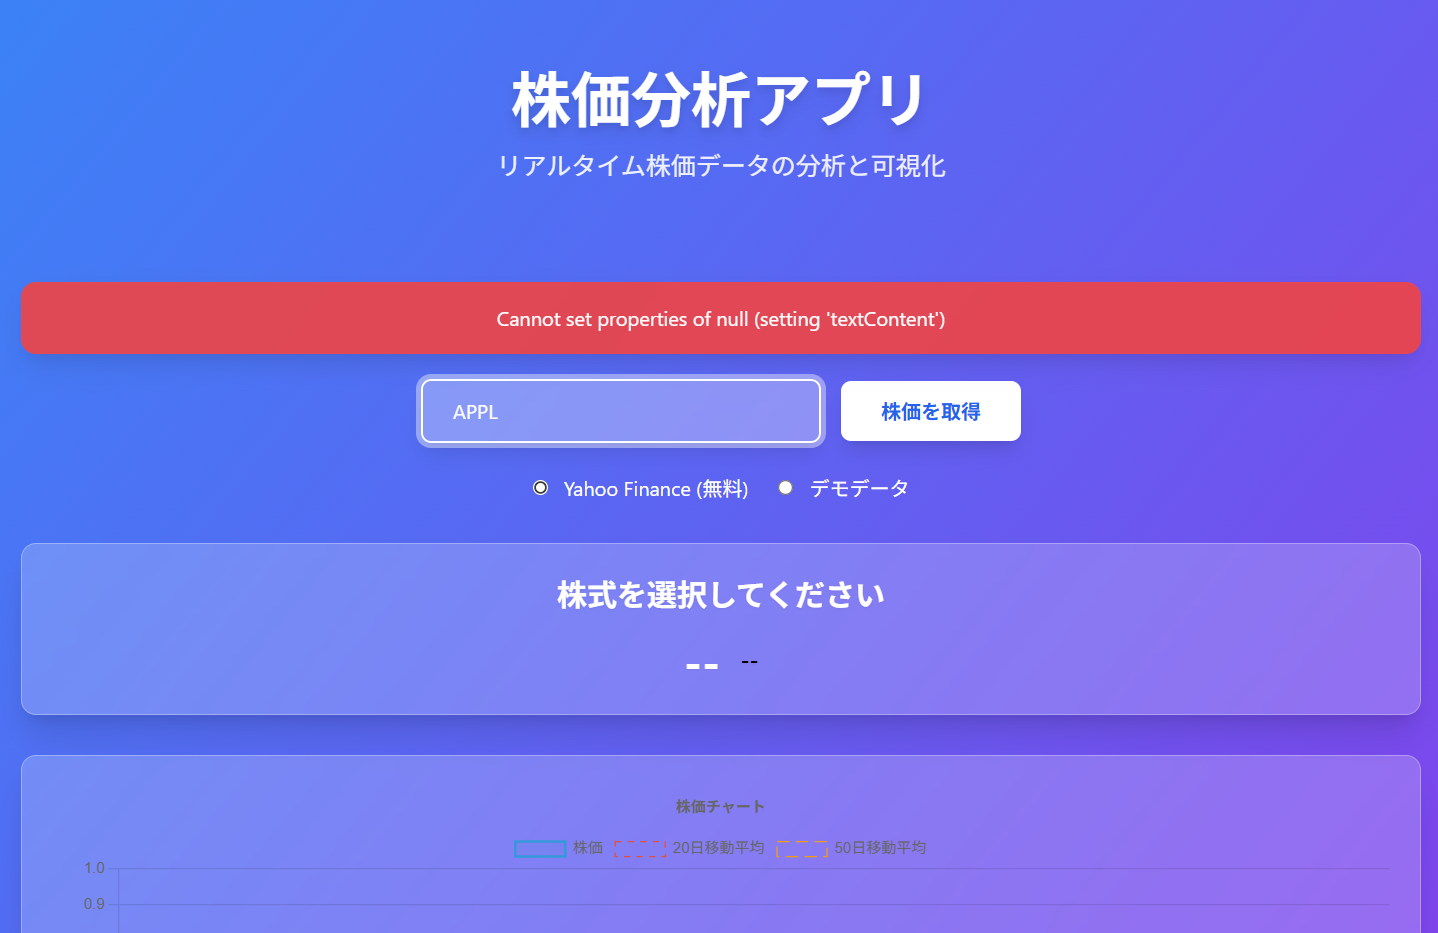 株価分析アプリ
リアルタイム株価データの分析と可視化
Cannot set properties of null (setting 'textContent')
APPL 株価を取得
Yahoo Finance (無料) デモデータ
株式を選択してください
-- --
株価チャート
株価 20日移動平均 50日移動平均
1.0
0.9